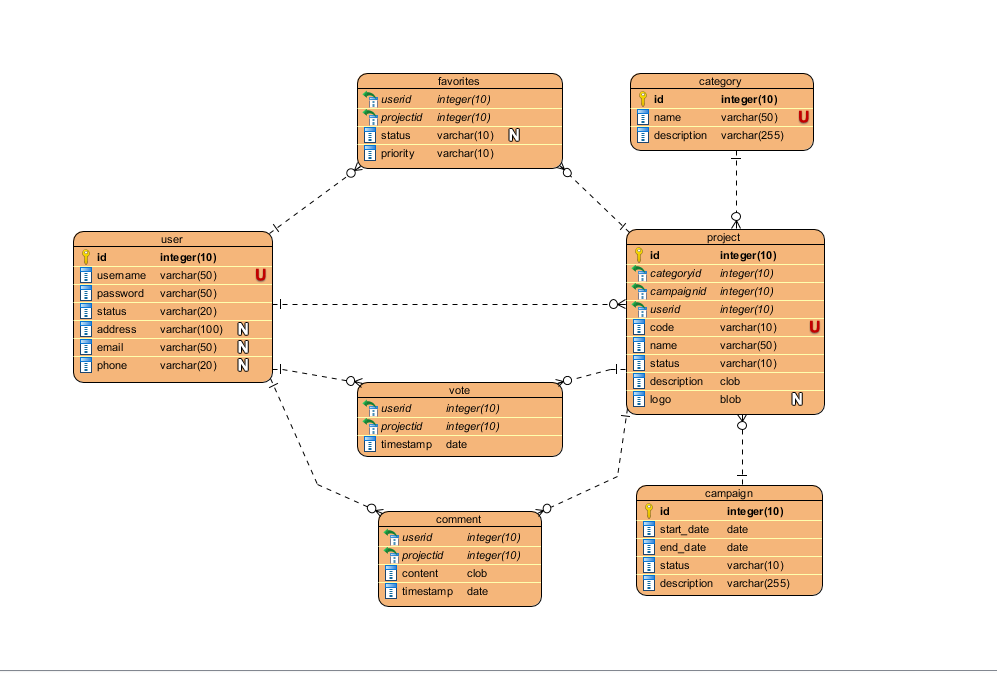 favorites
userid integer(10)
projectid integer(10)
status varchar(10) N
priority varchar(10)
category
id integer(10)
name varchar(50) U
description varchar(255)
user
id integer(10)
username varchar(50) U
password varchar(50)
status varchar(20)
address varchar(100) N
email varchar(50) N
phone varchar(20) N
project
id integer(10)
categoryid integer(10)
campaignid integer(10)
userid integer(10)
code varchar(10) U
name varchar(50)
status varchar(10)
description clob
logo blob N
vote
userid integer(10)
projectid integer(10)
timestamp date
comment
userid integer(10)
projectid integer(10)
content clob
timestamp date
campaign
id integer(10)
start_date date
end_date date
status varchar(10)
description varchar(255)